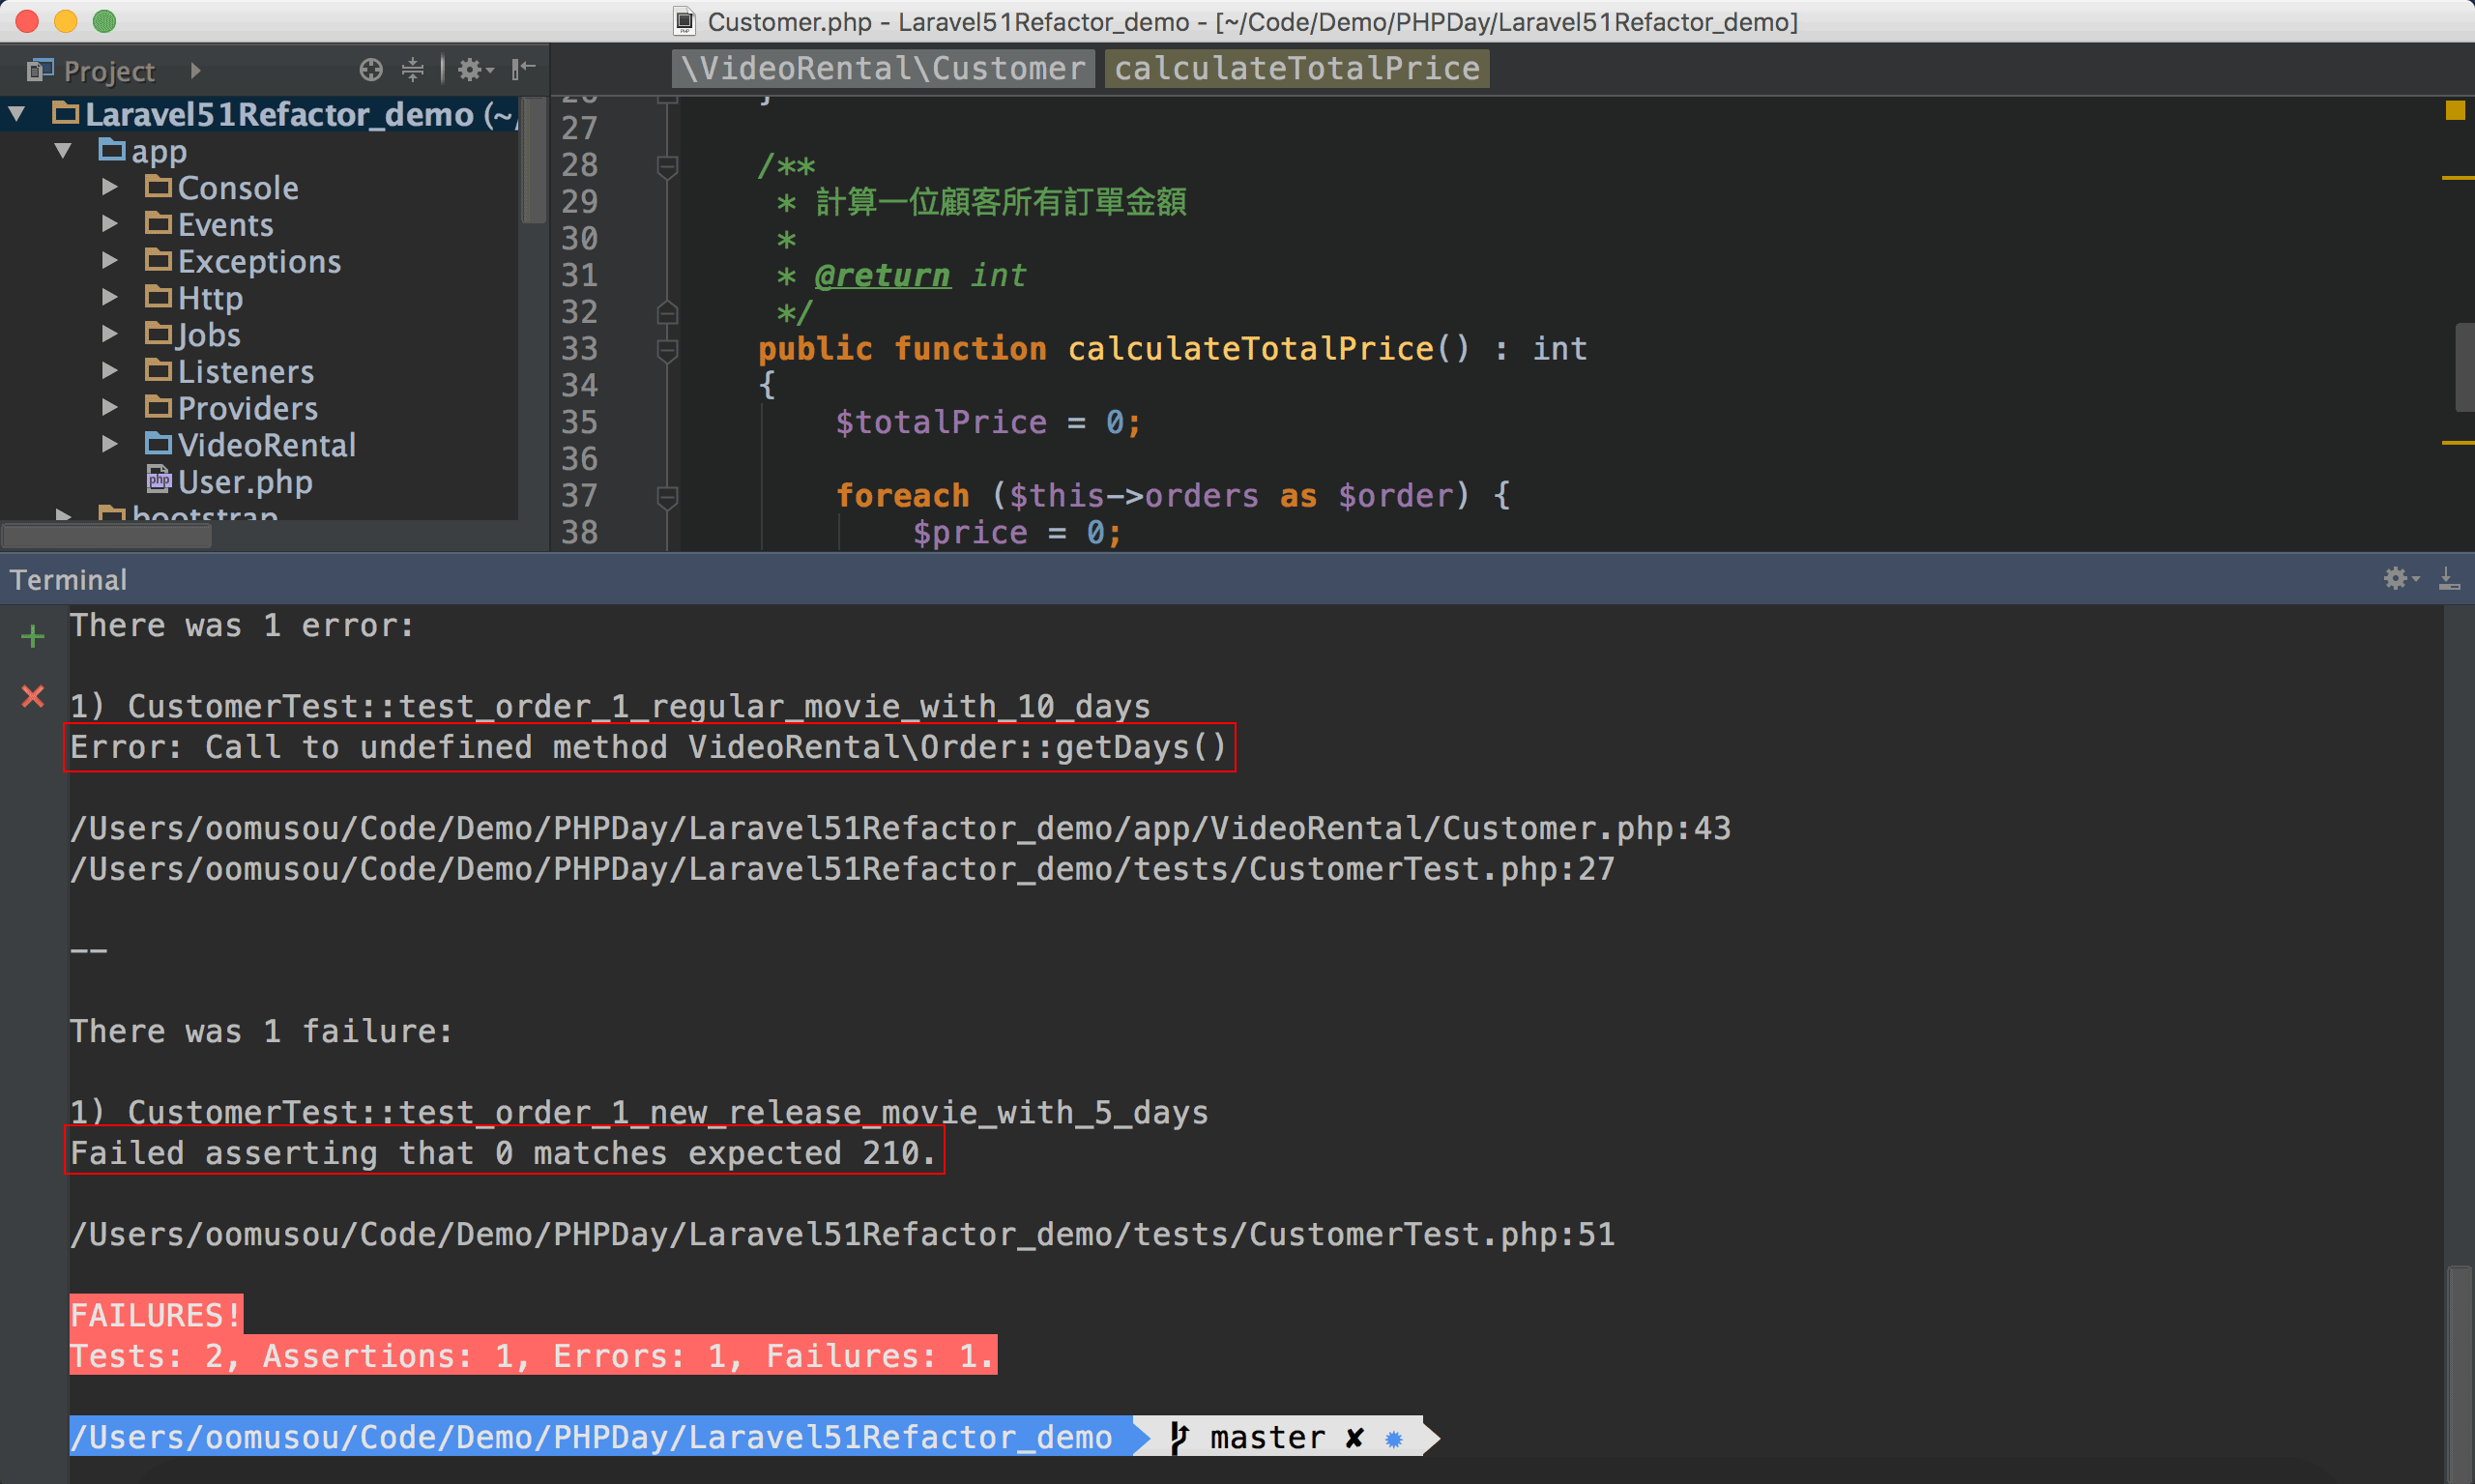 Customer.php - Laravel51Refactor_demo - [~/Code/Demo/PHPDay/Laravel51Refactor_demo]
Project
\VideoRental\Customer calculateTotalPrice
Laravel51Refactor_demo (~/
app
Console
Events
Exceptions
Http
Jobs
Listeners
Providers
VideoRental
User.php
bootstrap
26 }
27
28 /**
29 * 計算一位顧客所有訂單金額
30 *
31 * @return int
32 */
33 public function calculateTotalPrice() : int
34 {
35 $totalPrice = 0;
36
37 foreach ($this->orders as $order) {
38 $price = 0;
Terminal
There was 1 error:
1) CustomerTest::test_order_1_regular_movie_with_10_days
Error: Call to undefined method VideoRental\Order::getDays()
/Users/oomusou/Code/Demo/PHPDay/Laravel51Refactor_demo/app/VideoRental/Customer.php:43
/Users/oomusou/Code/Demo/PHPDay/Laravel51Refactor_demo/tests/CustomerTest.php:27
--
There was 1 failure:
1) CustomerTest::test_order_1_new_release_movie_with_5_days
Failed asserting that 0 matches expected 210.
/Users/oomusou/Code/Demo/PHPDay/Laravel51Refactor_demo/tests/CustomerTest.php:51
FAILURES!
Tests: 2, Assertions: 1, Errors: 1, Failures: 1.
/Users/oomusou/Code/Demo/PHPDay/Laravel51Refactor_demo master ✘ ✹